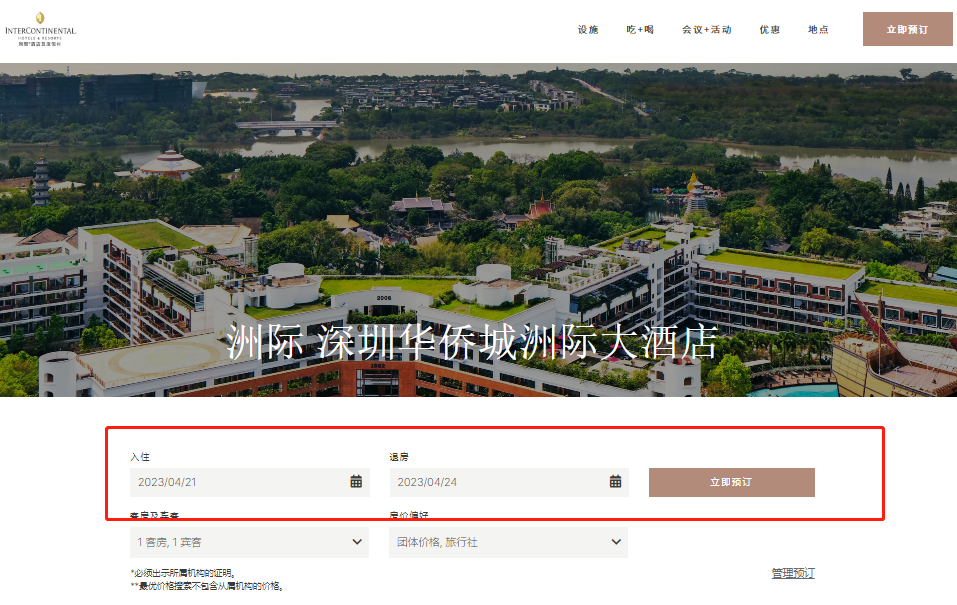 INTERCONTINENTAL
HOTELS & RESORTS
设施 吃+喝 会议+活动 优惠 地点 立即预订
2008
洲际 深圳华侨城洲际大酒店
入住 退房
2023/04/21 2023/04/24 立即预订
客房及宾客 房价偏好
1 客房, 1 宾客 团体价格, 旅行社
*必须出示所属机构的证明。 管理预订
**最优价格搜索不包含从属机构的价格。